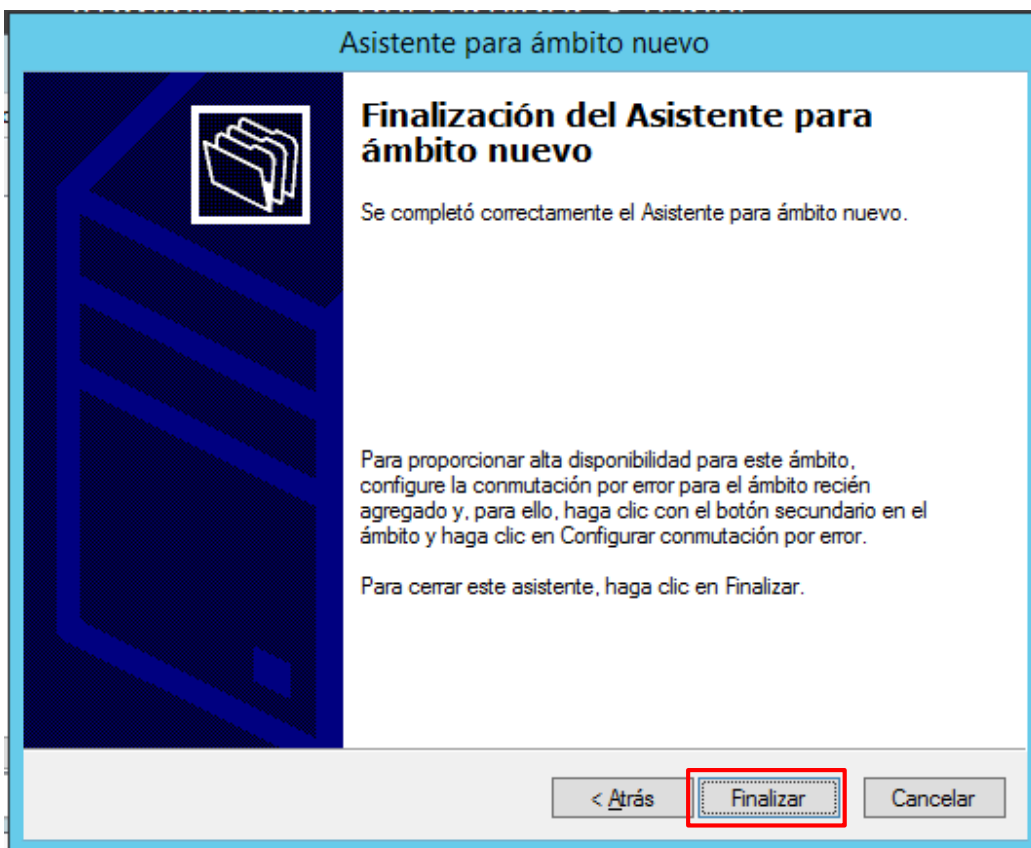 Asistente para ámbito nuevo
Finalización del Asistente para
ámbito nuevo
Se completó correctamente el Asistente para ámbito nuevo.
Para proporcionar alta disponibilidad para este ámbito,
configure la conmutación por error para el ámbito recién
agregado y, para ello, haga clic con el botón secundario en el
ámbito y haga clic en Configurar conmutación por error.
Para cerrar este asistente, haga clic en Finalizar.
< Atrás
Finalizar
Cancelar